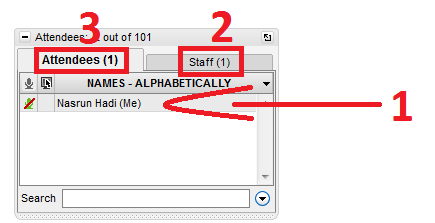 3
2
Attendees: out of 101
Attendees (1)
Staff (1)
NAMES - ALPHABETICALLY
Nasrun Hadi (Me)
1
Search